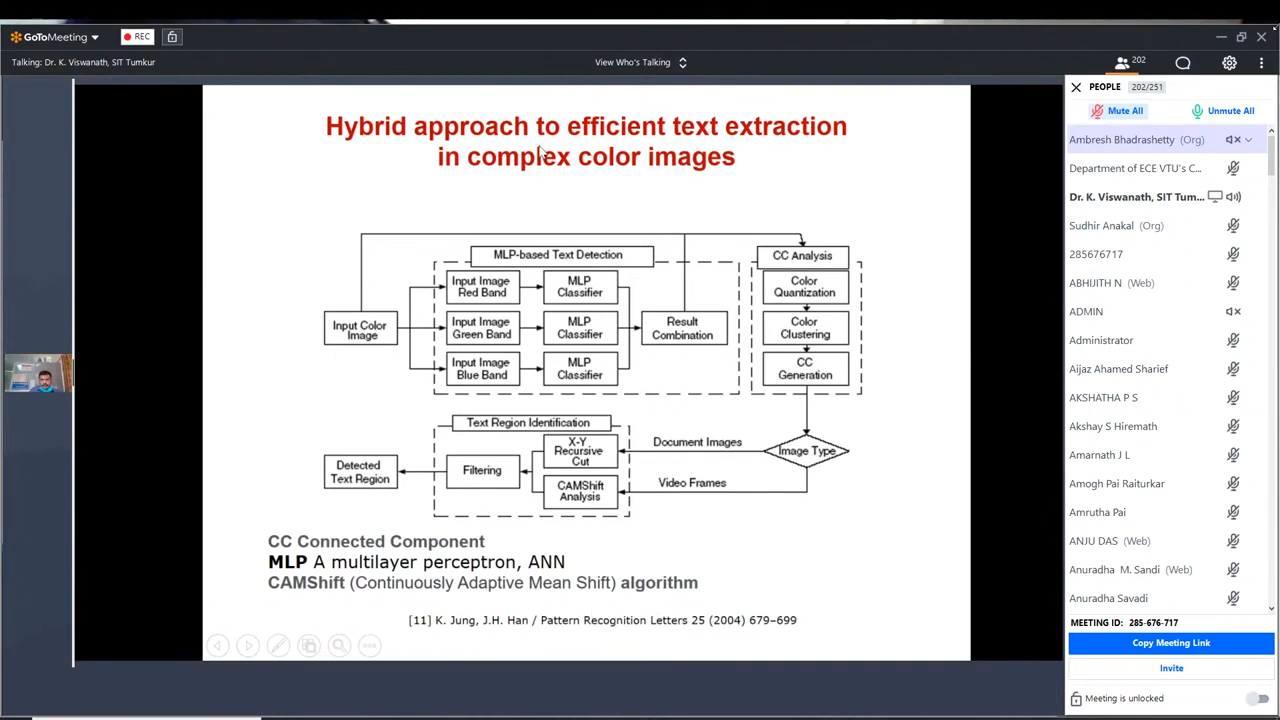 GoToMeeting
REC
Talking: Dr. K. Viswanath, SIT Tumkur
View Who's Talking
202
Hybrid approach to efficient text extraction
in complex color images
MLP-based Text Detection
CC Analysis
Input Image
Red Band
MLP
Classifier
Color
Quantization
Input Color
Image
Input Image
Green Band
MLP
Classifier
Result
Combination
Color
Clustering
Input Image
Blue Band
MLP
Classifier
CC
Generation
Text Region Identification
X-Y
Recursive
Cut
Document Images
Image Type
Detected
Text Region
Filtering
CAMShift
Analysis
Video Frames
CC Connected Component
MLP A multilayer perceptron, ANN
CAMShift (Continuously Adaptive Mean Shift) algorithm
[11] K. Jung, J.H. Han / Pattern Recognition Letters 25 (2004) 679–699
PEOPLE 202/251
Mute All
Unmute All
Ambresh Bhadrashetty (Org)
Department of ECE VTU's C...
Dr. K. Viswanath, SIT Tum...
Sudhir Anakal (Org)
285676717
ABHIJITH N (Web)
ADMIN
Administrator
Aijaz Ahamed Sharief
AKSHATHA P S
Akshay S Hiremath
Amarnath J L
Amogh Pai Raiturkar
Amrutha Pai
ANJU DAS (Web)
Anuradha M. Sandi (Web)
Anuradha Savadi
MEETING ID: 285-676-717
Copy Meeting Link
Invite
Meeting is unlocked